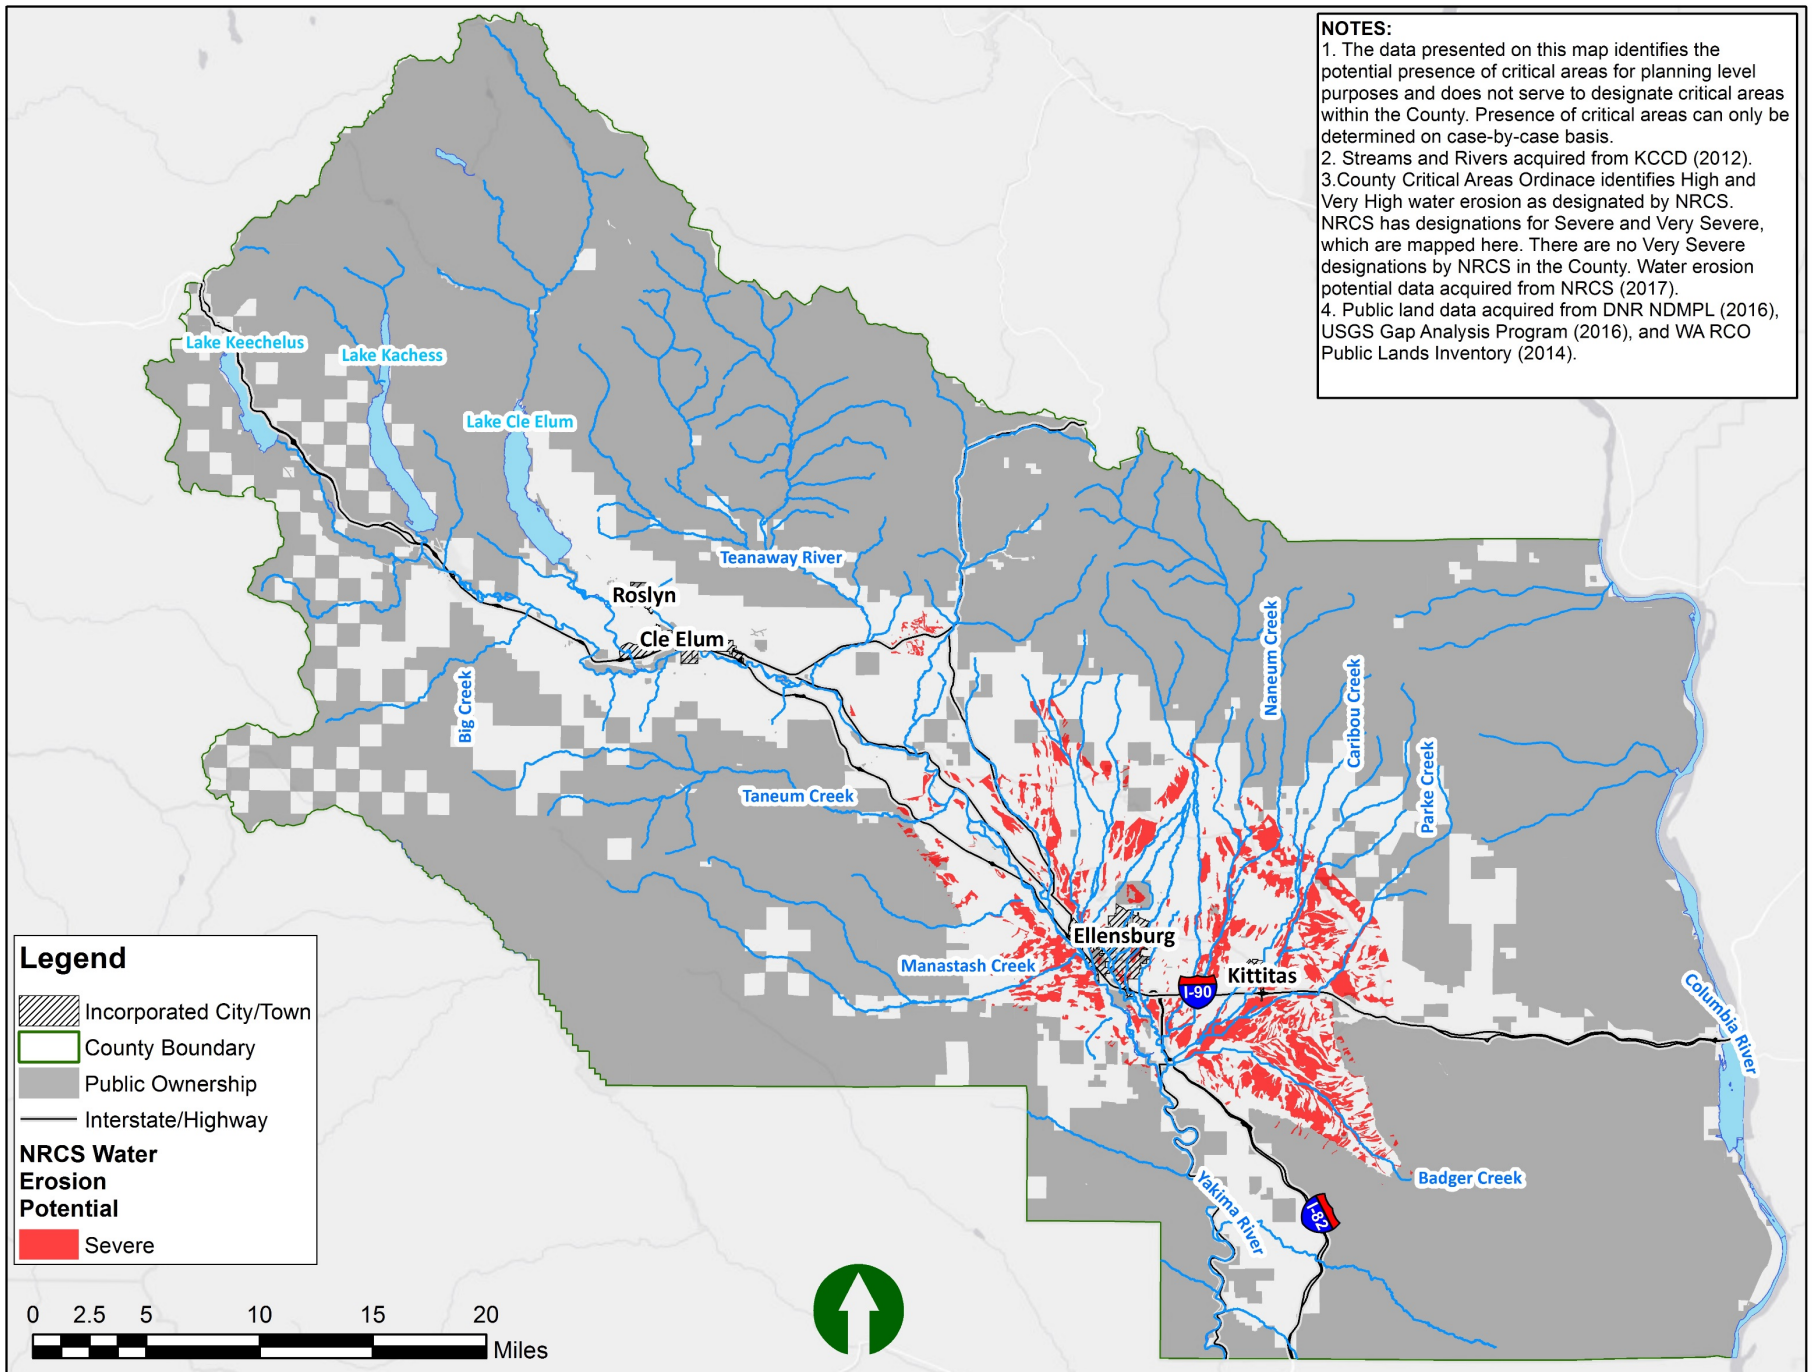 NOTES:
1. The data presented on this map identifies the
potential presence of critical areas for planning level
purposes and does not serve to designate critical areas
within the County. Presence of critical areas can only be
determined on case-by-case basis.
2. Streams and Rivers acquired from KCCD (2012).
3.County Critical Areas Ordinace identifies High and
Very High water erosion as designated by NRCS.
NRCS has designations for Severe and Very Severe,
which are mapped here. There are no Very Severe
designations by NRCS in the County. Water erosion
potential data acquired from NRCS (2017).
4. Public land data acquired from DNR NDMPL (2016),
USGS Gap Analysis Program (2016), and WA RCO
Public Lands Inventory (2014).
Lake Keechelus
Lake Kachess
Lake Cle Elum
Teanaway River
Roslyn
Cle Elum
Big Creek
Naneum Creek
Caribou Creek
Parke Creek
Taneum Creek
Ellensburg
Manastash Creek
Kittitas
I-90
Columbia River
Badger Creek
Yakima River
I-82
Legend
Incorporated City/Town
County Boundary
Public Ownership
Interstate/Highway
NRCS Water
Erosion
Potential
Severe
0 2.5 5 10 15 20
Miles